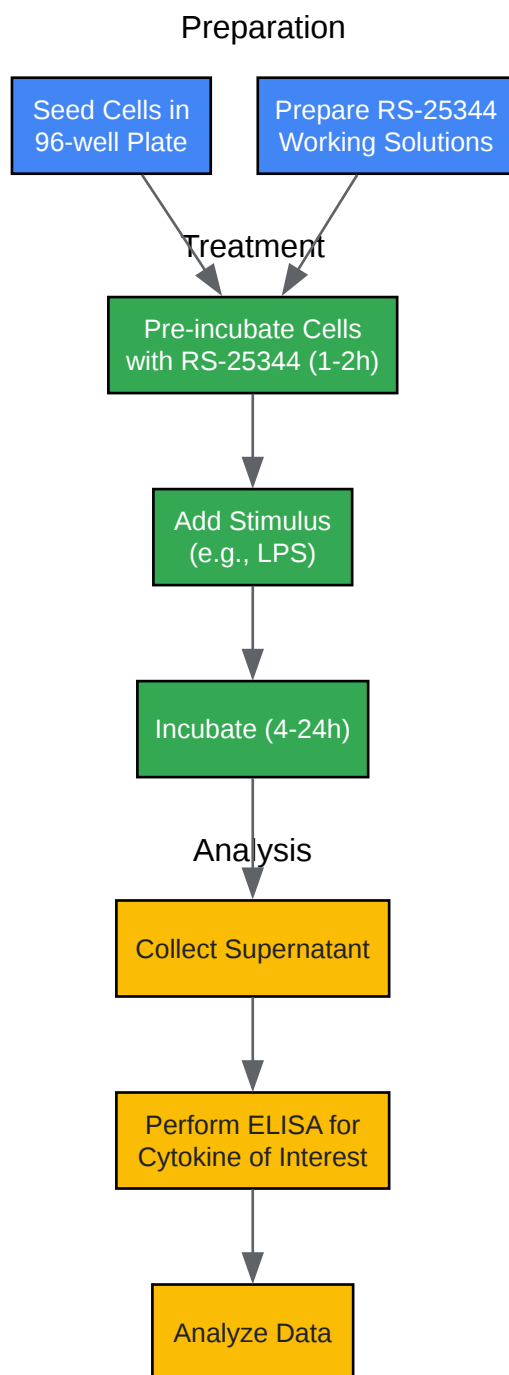 Preparation
Seed Cells in
96-well Plate
Prepare RS-25344
Working Solutions
Treatment
Pre-incubate Cells
with RS-25344 (1-2h)
Add Stimulus
(e.g., LPS)
Incubate (4-24h)
Analysis
Collect Supernatant
Perform ELISA for
Cytokine of Interest
Analyze Data